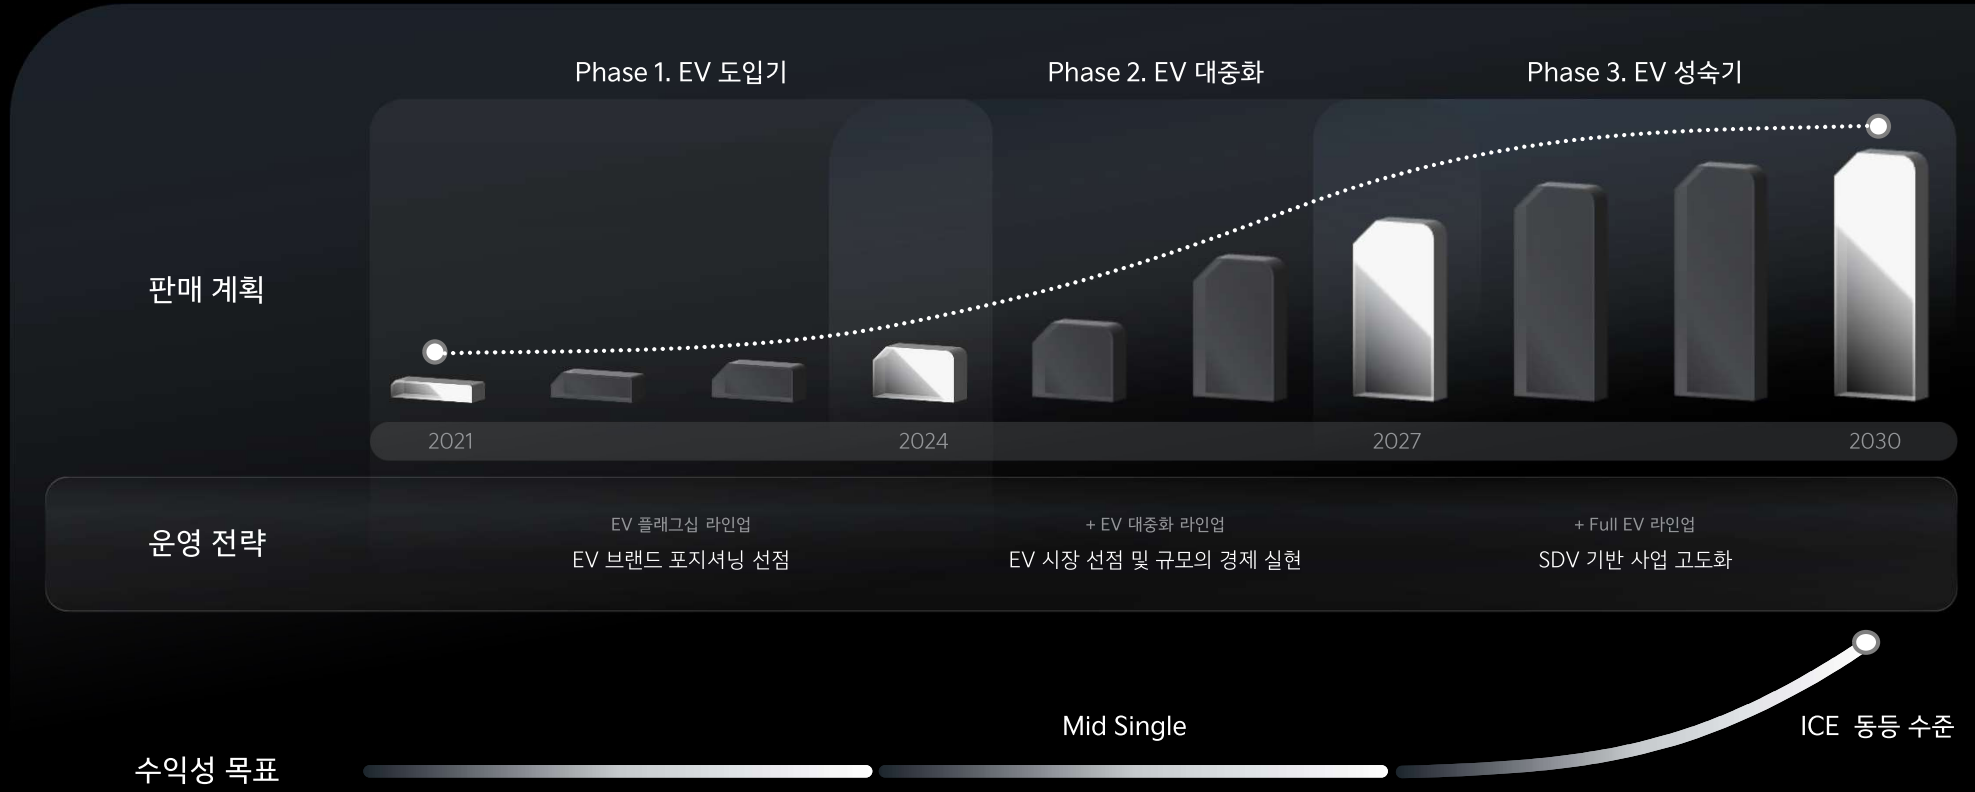 Phase 1. EV 도입기
Phase 2. EV 대중화
Phase 3. EV 성숙기
판매 계획
2021
2024
2027
2030
운영 전략
EV 플래그십 라인업
EV 브랜드 포지셔닝 선점
+ EV 대중화 라인업
EV 시장 선점 및 규모의 경제 실현
+ Full EV 라인업
SDV 기반 사업 고도화
수익성 목표
Mid Single
ICE 동등 수준